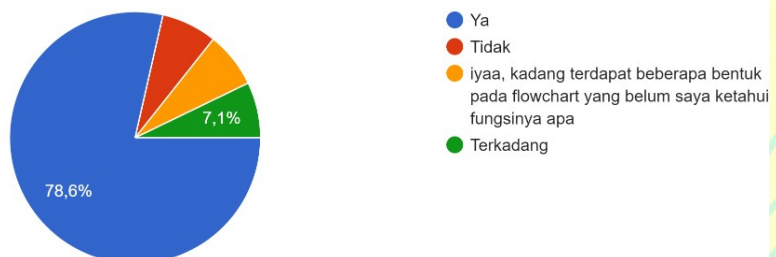 Ya
Tidak
iyaa, kadang terdapat beberapa bentuk
pada flowchart yang belum saya ketahui
fungsinya apa
Terkadang
7,1%
78,6%